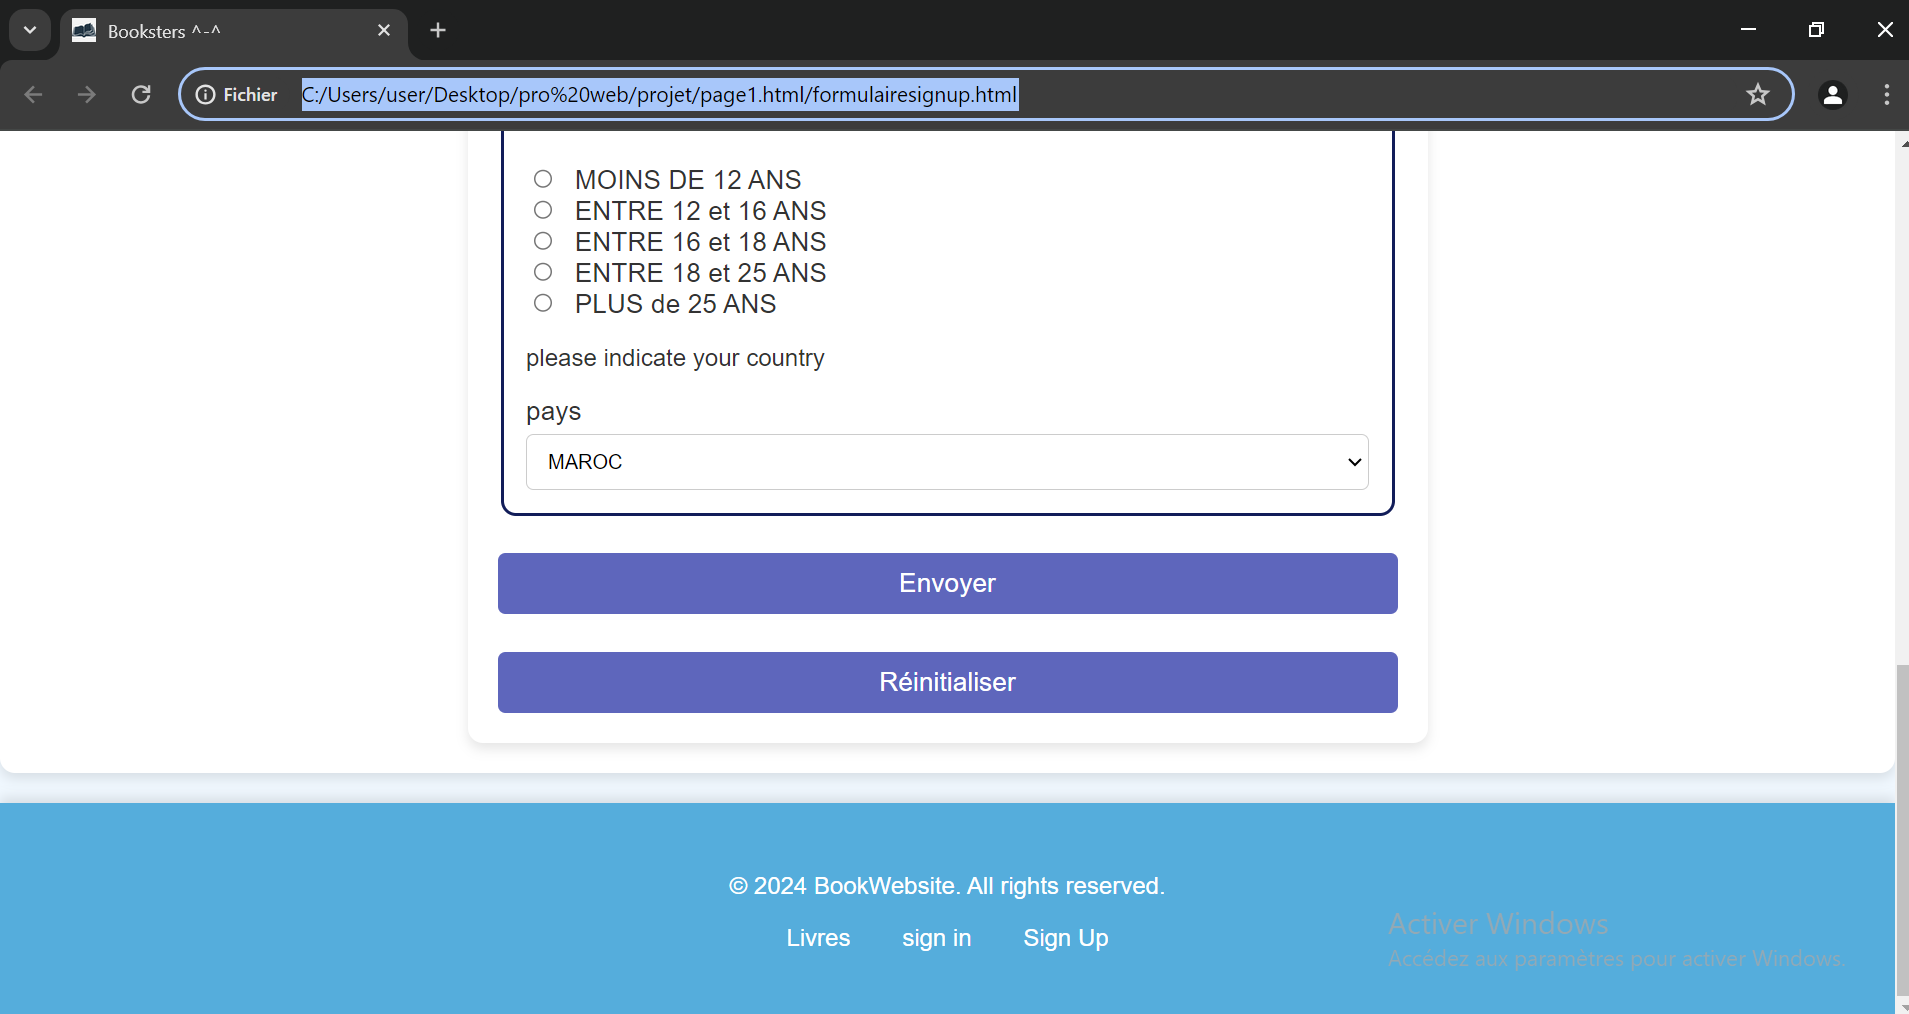 Booksters ^-^
Fichier C:/Users/user/Desktop/pro%20web/projet/page1.html/formulairesignup.html
MOINS DE 12 ANS
ENTRE 12 et 16 ANS
ENTRE 16 et 18 ANS
ENTRE 18 et 25 ANS
PLUS de 25 ANS
please indicate your country
pays
MAROC
Envoyer
Réinitialiser
© 2024 BookWebsite. All rights reserved.
Livres sign in Sign Up
Activer Windows
Accédez aux paramètres pour activer Windows.